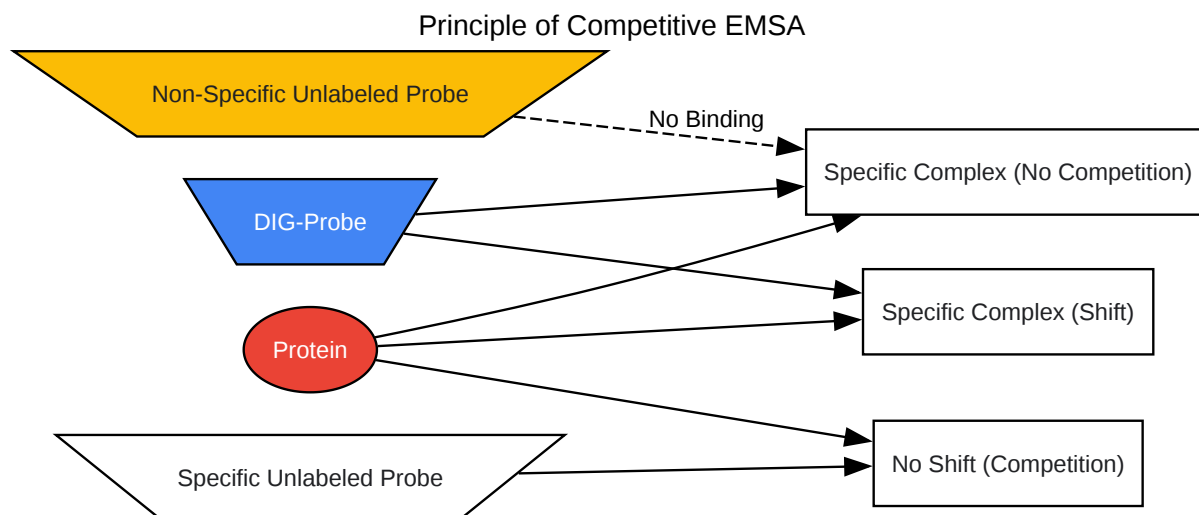 Principle of Competitive EMSA
Non-Specific Unlabeled Probe
No Binding
Specific Complex (No Competition)
DIG-Probe
Specific Complex (Shift)
Protein
No Shift (Competition)
Specific Unlabeled Probe